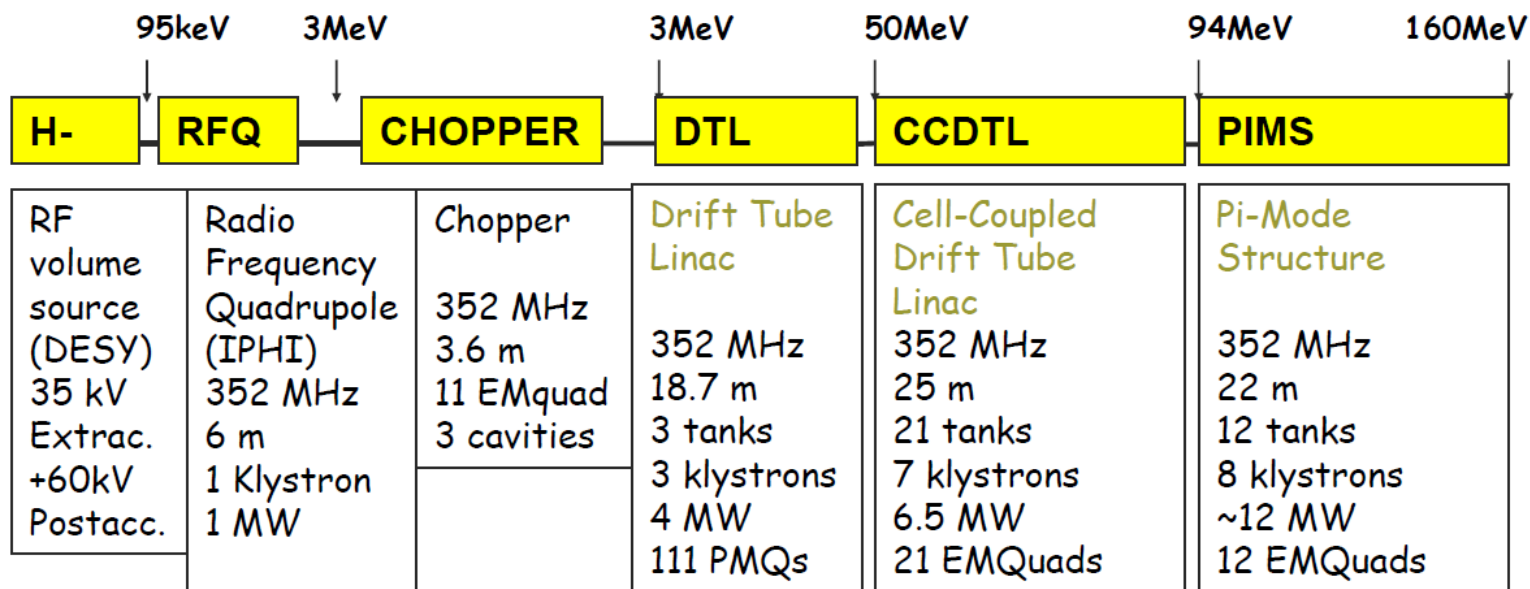 95keV 3MeV 3MeV 50MeV 94MeV 160MeV
H- RFQ CHOPPER DTL CCDTL PIMS
RF
volume
source
(DESY)
35 kV
Extrac.
+60kV
Postacc.
Radio
Frequency
Quadrupole
(IPHI)
352 MHz
6 m
1 Klystron
1 MW
Chopper
352 MHz
3.6 m
11 EMquad
3 cavities
Drift Tube
Linac
352 MHz
18.7 m
3 tanks
3 klystrons
4 MW
111 PMQs
Cell-Coupled
Drift Tube
Linac
352 MHz
25 m
21 tanks
7 klystrons
6.5 MW
21 EMQuads
Pi-Mode
Structure
352 MHz
22 m
12 tanks
8 klystrons
~12 MW
12 EMQuads